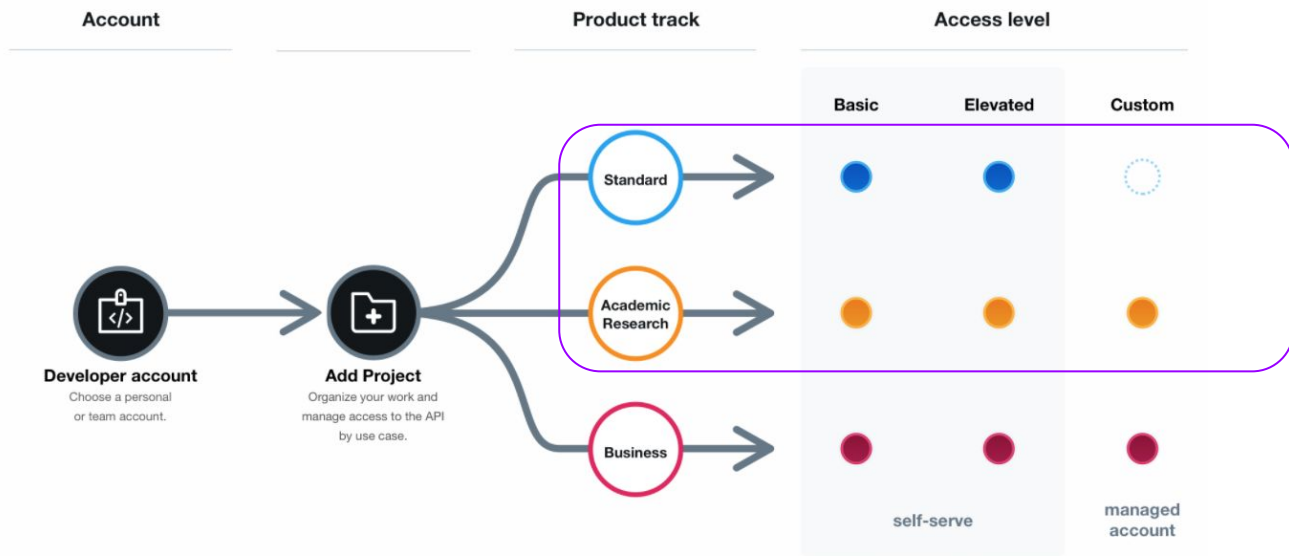 Account
Product track
Access level
Basic
Elevated
Custom
Standard
</>
Developer account
Choose a personal
or team account.
Add Project
Organize your work and
manage access to the API
by use case.
Academic
Research
Business
self-serve
managed
account